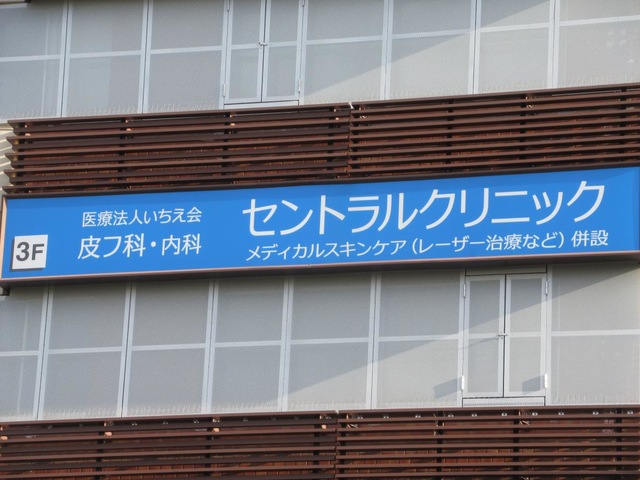 3F
医療法人いちえ会
皮フ科・内科
セントラルクリニック
メディカルスキンケア(レーザー治療など)併設